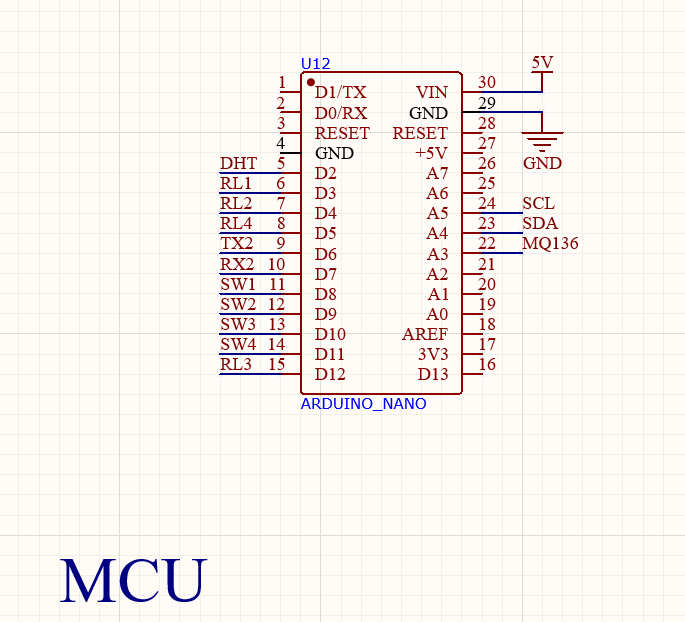 U12
5V
1 D1/TX VIN 30
2 D0/RX GND 29
3 RESET RESET 28
4 GND +5V 27
DHT 5 D2 A7 26 GND
RL1 6 D3 A6 25
RL2 7 D4 A5 24 SCL
RL4 8 D5 A4 23 SDA
TX2 9 D6 A3 22 MQ136
RX2 10 D7 A2 21
SW1 11 D8 A1 20
SW2 12 D9 A0 19
SW3 13 D10 AREF 18
SW4 14 D11 3V3 17
RL3 15 D12 D13 16
ARDUINO_NANO
MCU